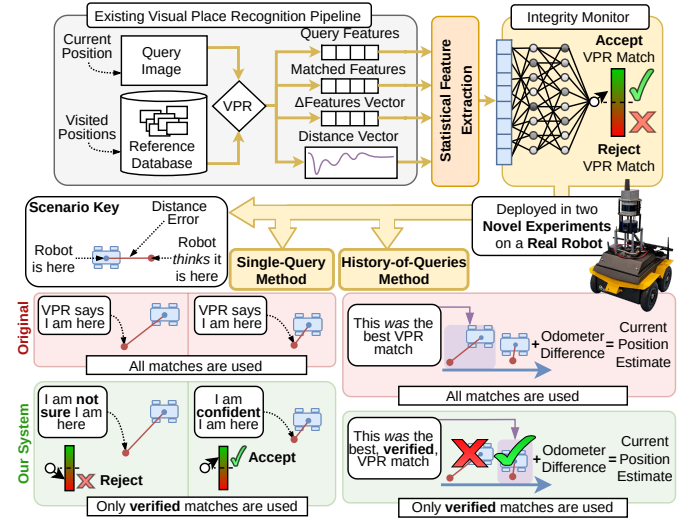 Existing Visual Place Recognition Pipeline
Integrity Monitor
Current
Position
Query
Image
Visited
Positions
Reference
Database
VPR
Query Features
Matched Features
ΔFeatures Vector
Distance Vector
Statistical Feature
Extraction
Accept
VPR Match
Reject
VPR Match
Scenario Key
Distance
Error
Robot
is here
Robot
thinks it
is here
Single-Query
Method
History-of-Queries
Method
Deployed in two
Novel Experiments
on a Real Robot
Original
VPR says
I am here
VPR says
I am here
All matches are used
This was the
best VPR
match
+ Odometer
Difference
=
Current
Position
Estimate
All matches are used
Our System
I am not
sure I am
here
Reject
I am
confident
I am here
Accept
Only verified matches are used
This was the
best, verified,
VPR match
+ Odometer
Difference
=
Current
Position
Estimate
Only verified matches are used